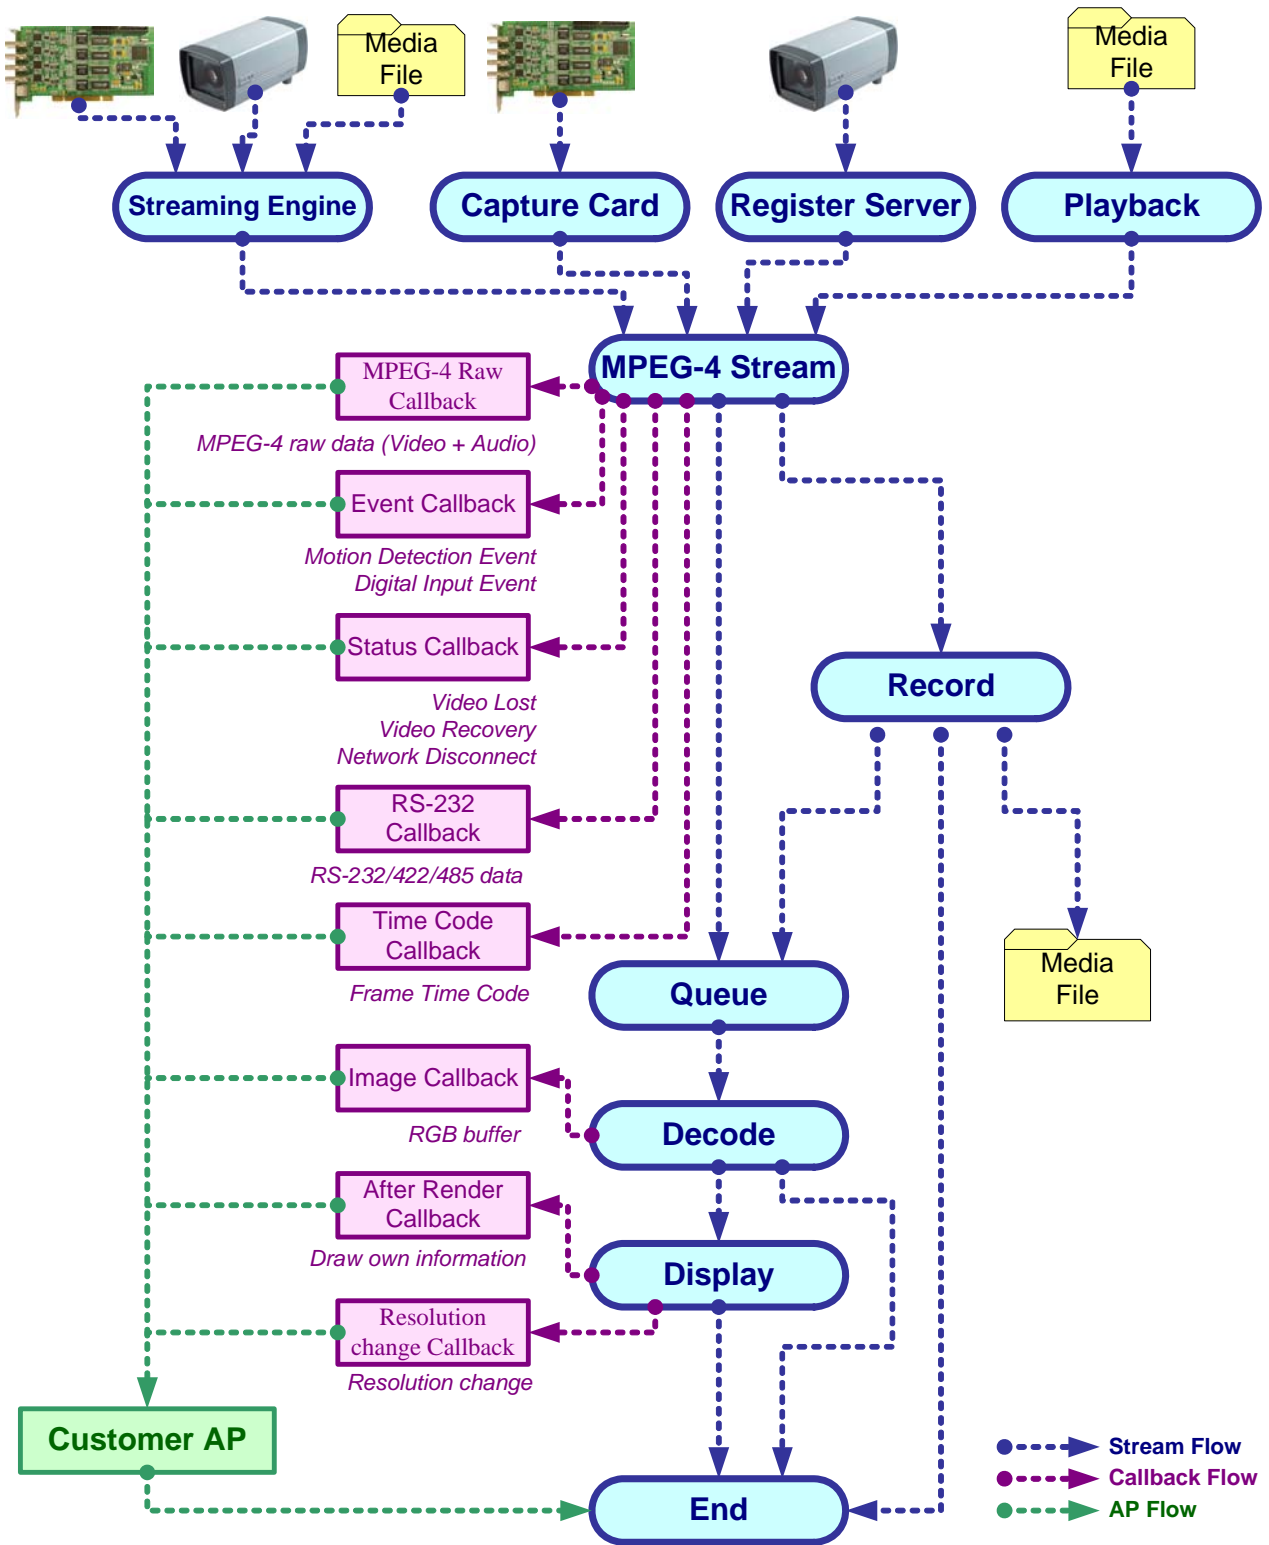 Media
File
Media
File
Streaming Engine
Capture Card
Register Server
Playback
MPEG-4 Stream
MPEG-4 Raw
Callback
MPEG-4 raw data (Video + Audio)
Event Callback
Motion Detection Event
Digital Input Event
Status Callback
Video Lost
Video Recovery
Network Disconnect
Record
RS-232
Callback
RS-232/422/485 data
Time Code
Callback
Frame Time Code
Queue
Media
File
Image Callback
RGB buffer
Decode
After Render
Callback
Draw own information
Display
Resolution
change Callback
Resolution change
Customer AP
End
Stream Flow
Callback Flow
AP Flow